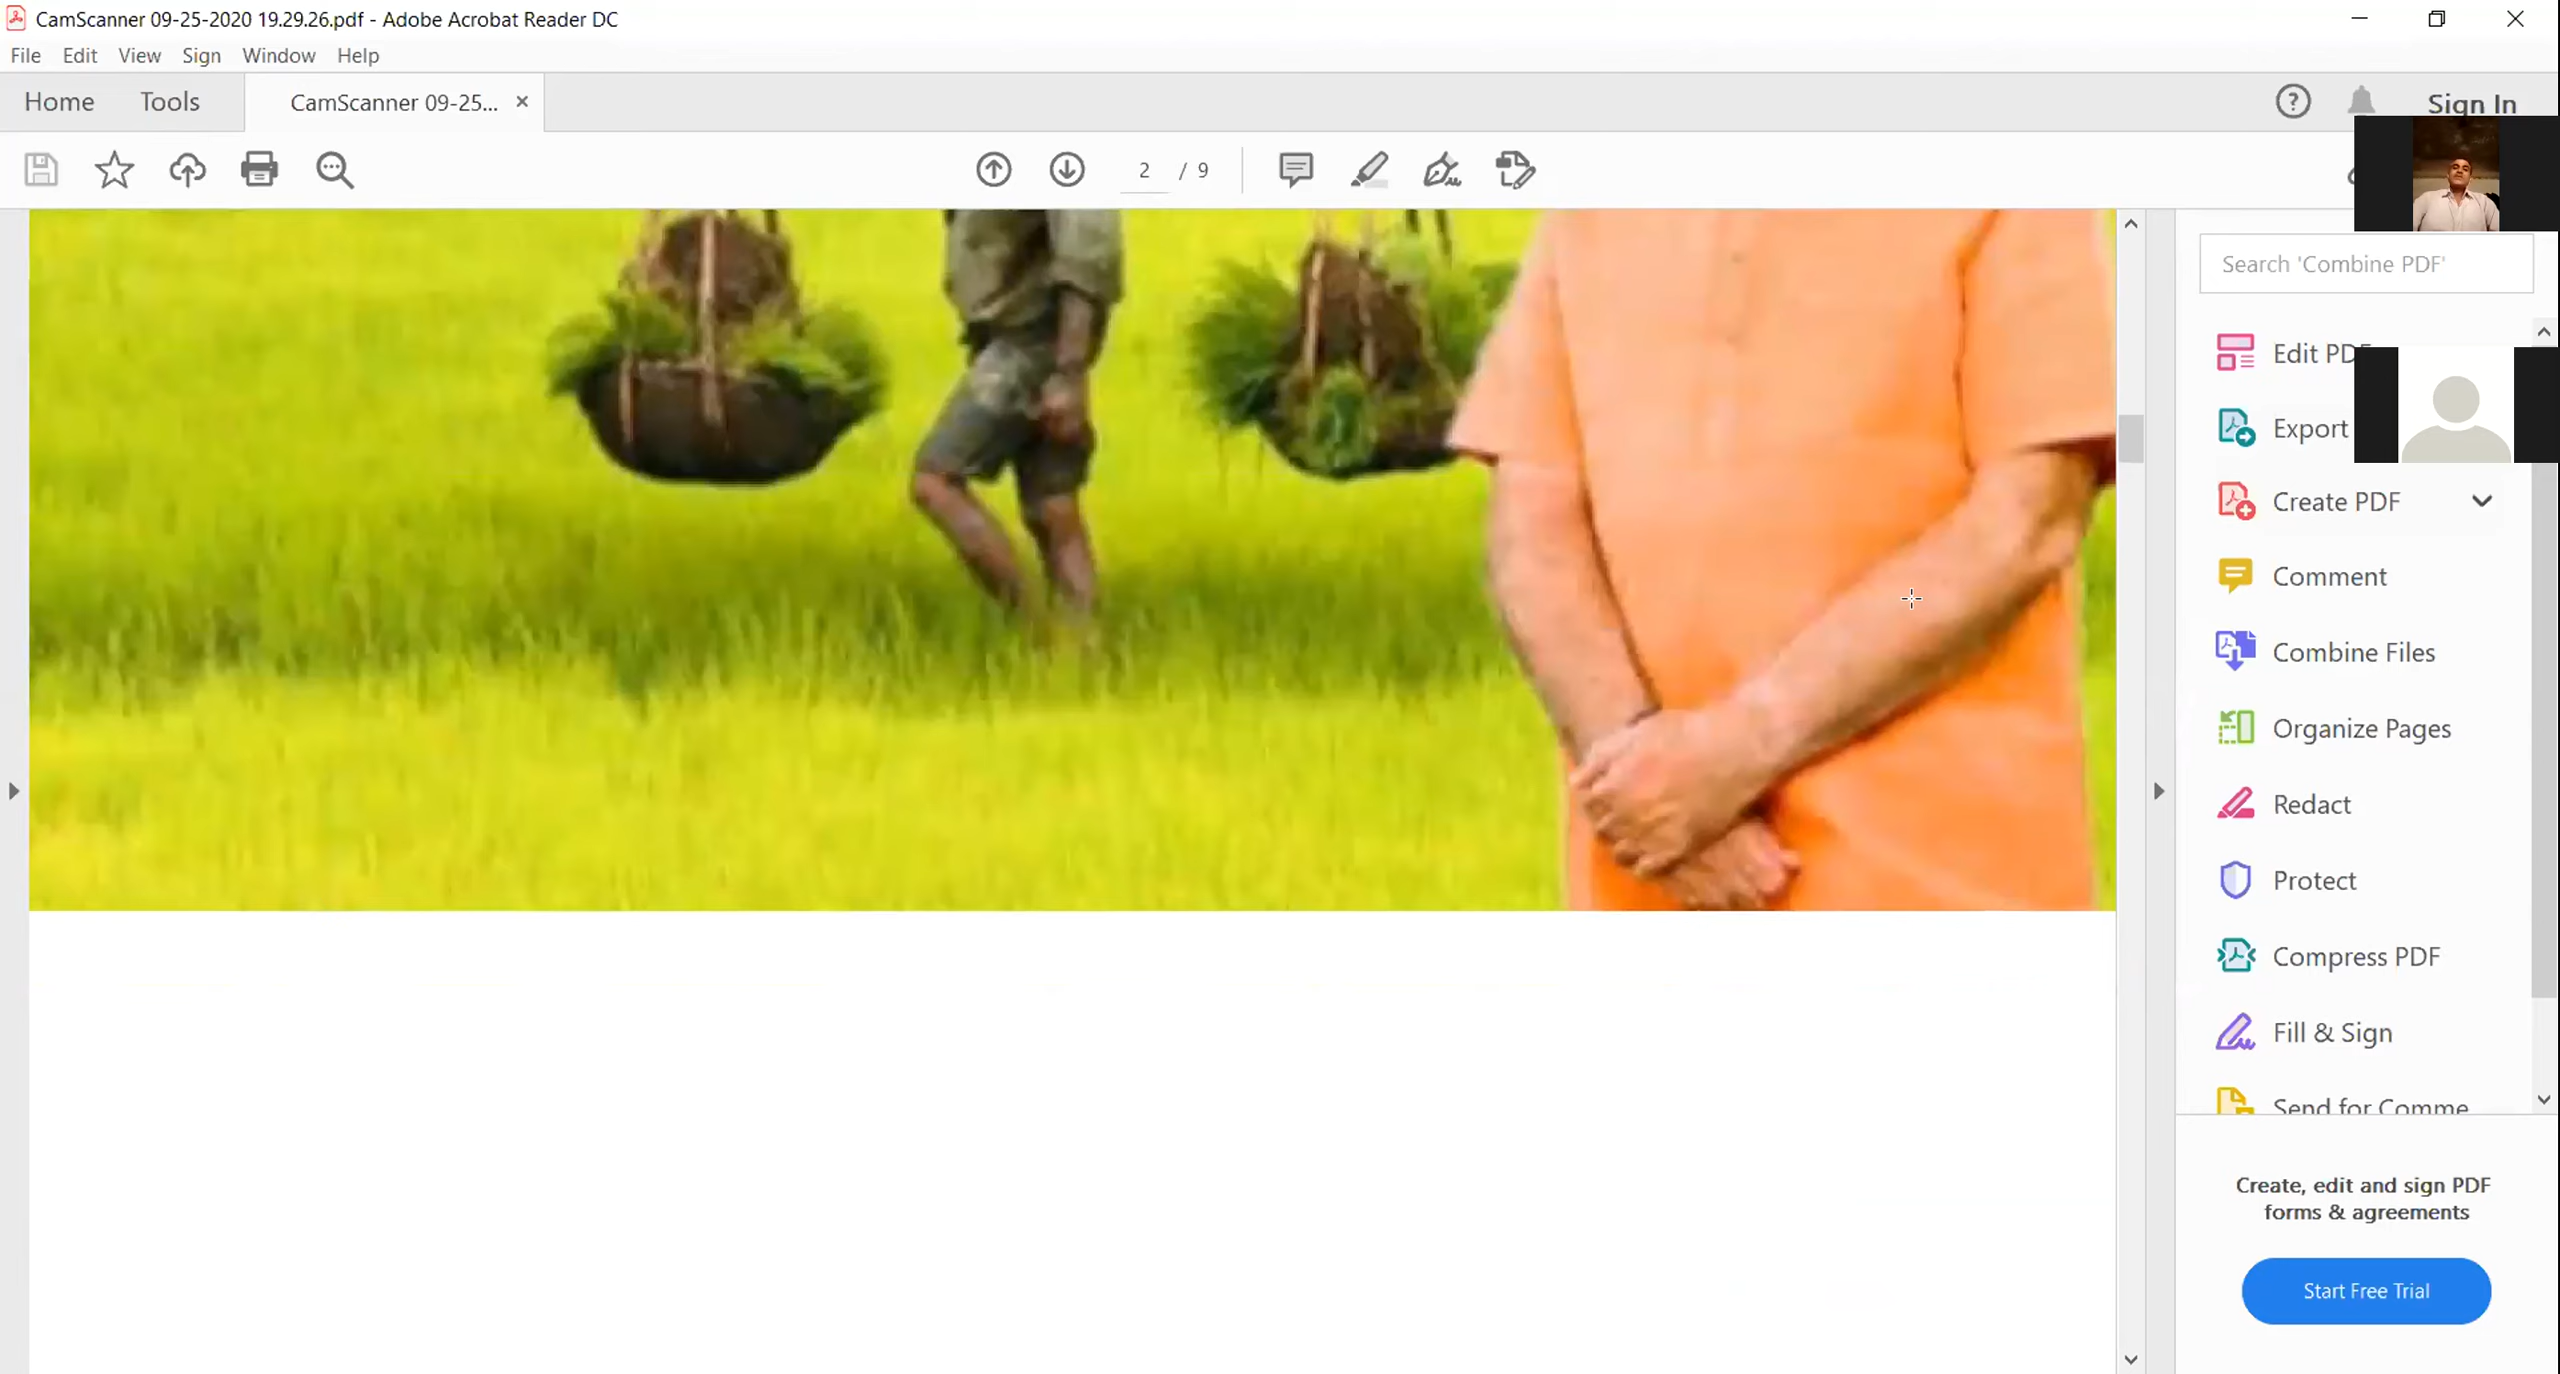 CamScanner 09-25-2020 19.29.26.pdf - Adobe Acrobat Reader DC
File Edit View Sign Window Help
Home Tools CamScanner 09-25...
Sign In
2 / 9
Search 'Combine PDF'
Edit PDF
Export
Create PDF
Comment
Combine Files
Organize Pages
Redact
Protect
Compress PDF
Fill & Sign
Send for Comme
Create, edit and sign PDF
forms & agreements
Start Free Trial